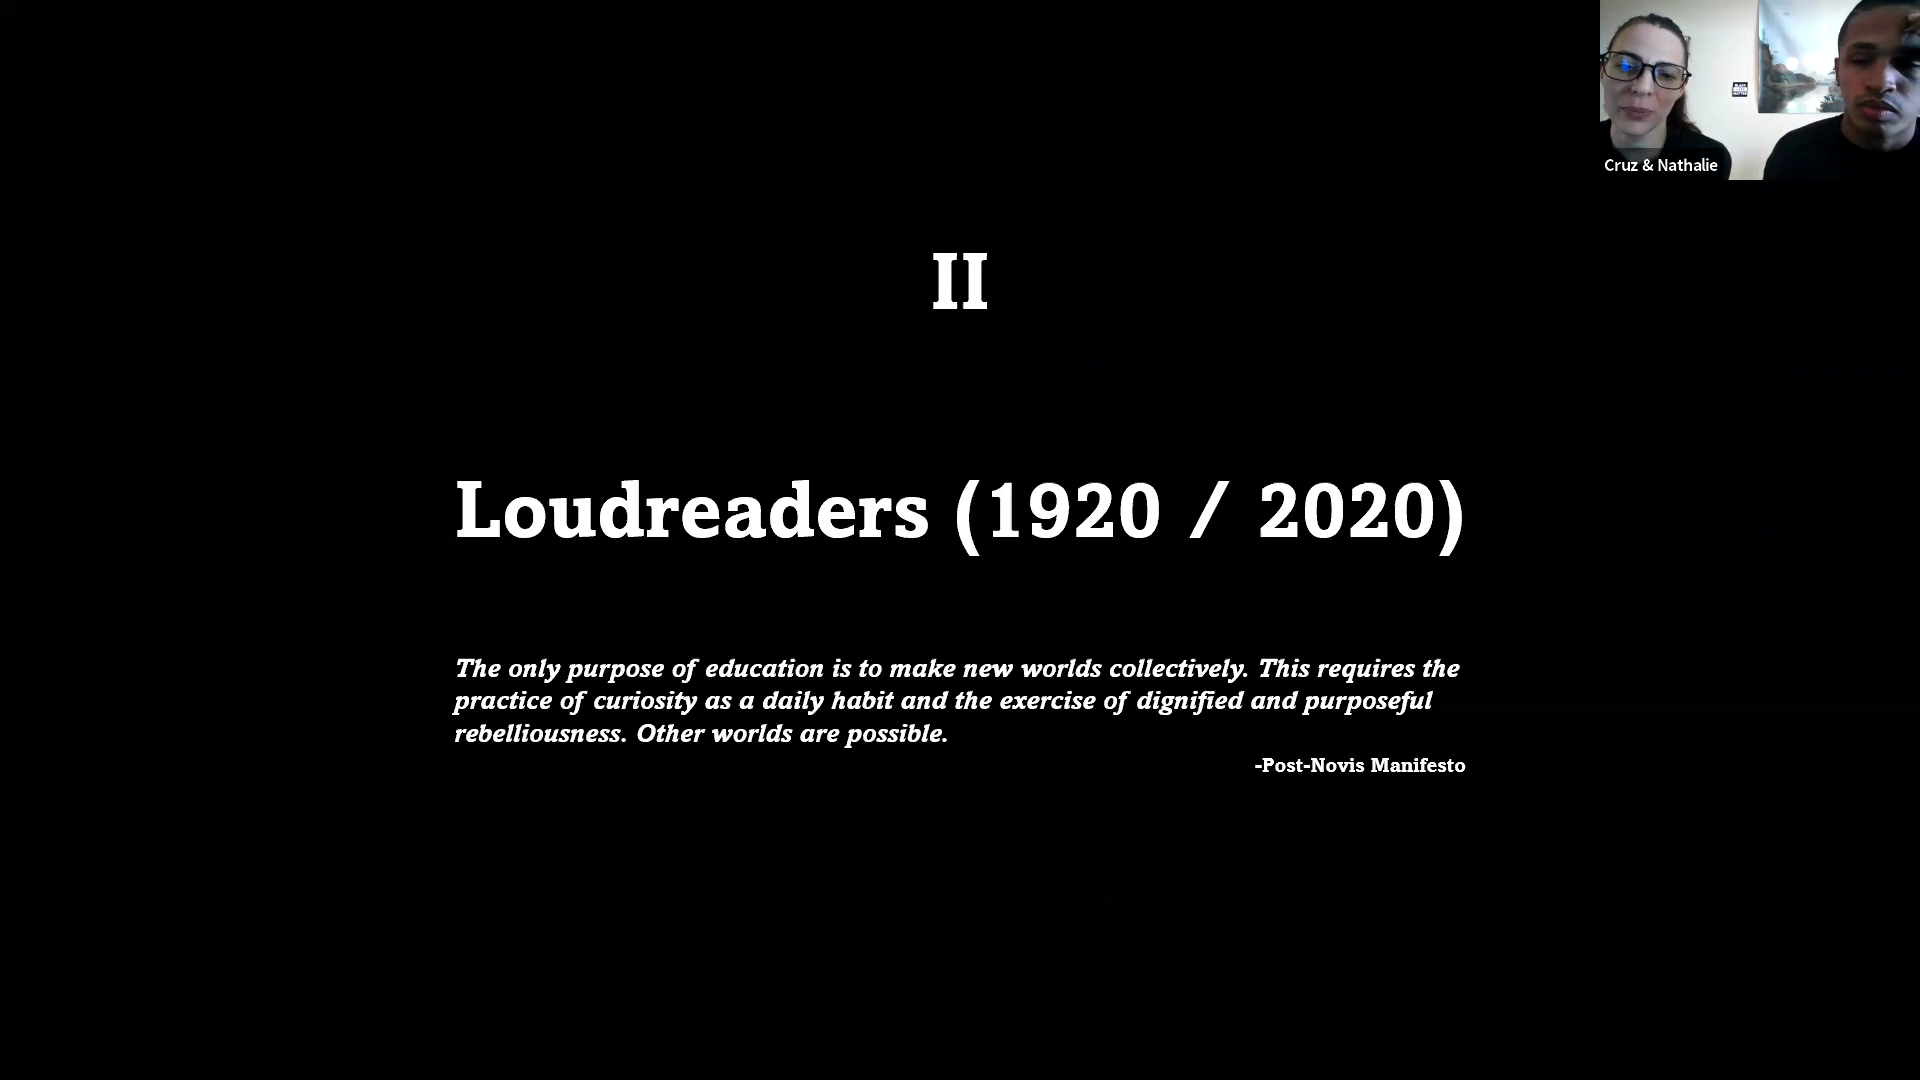 Cruz & Nathalie
II
Loudreaders (1920 / 2020)
The only purpose of education is to make new worlds collectively. This requires the
practice of curiosity as a daily habit and the exercise of dignified and purposeful
rebelliousness. Other worlds are possible.
-Post-Novis Manifesto